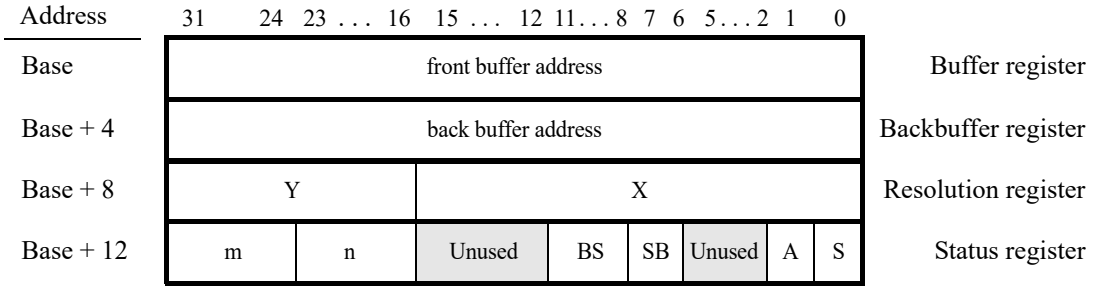 Address 31 24 23 . . . 16 15 . . . 12 11 . . . 8 7 6 5 . . . 2 1 0
Base front buffer address Buffer register
Base + 4 back buffer address Backbuffer register
Base + 8 Y X Resolution register
Base + 12 m n Unused BS SB Unused A S Status register